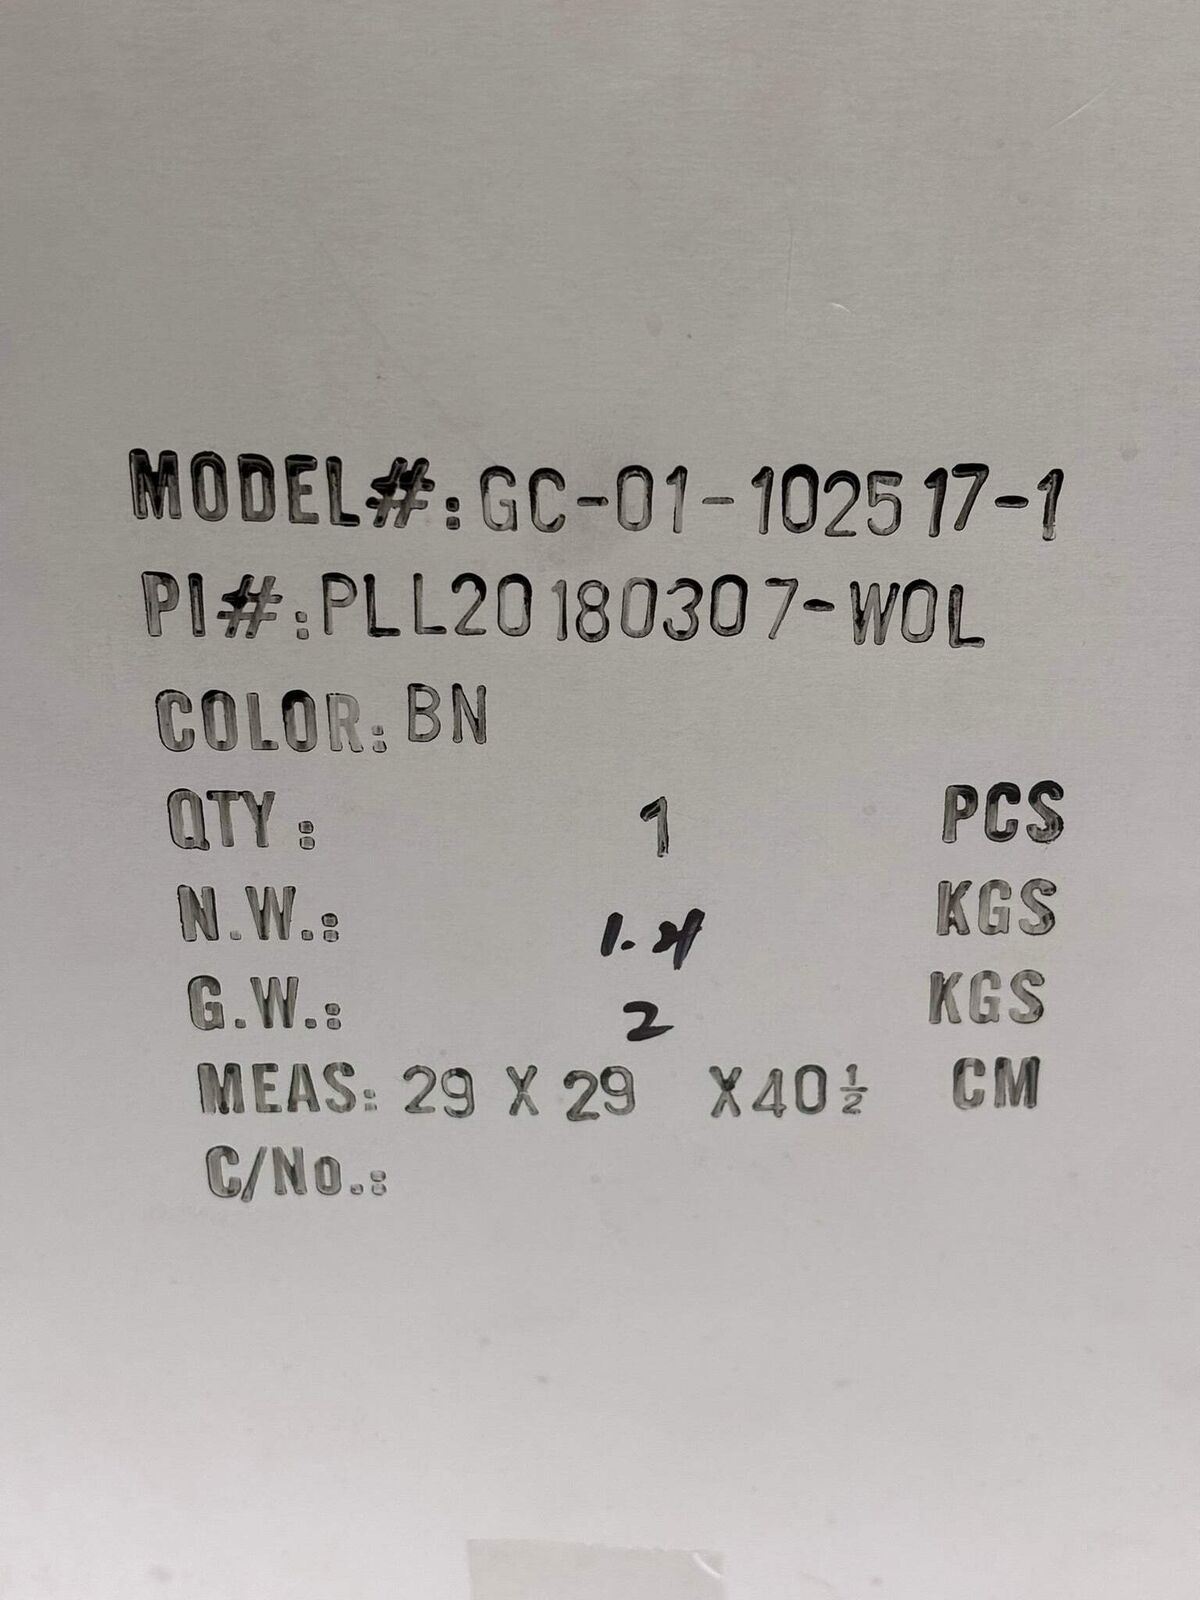 MODEL#: GC-01-102517-1
PI#: PLL20180307-WOL
COLOR: BN
QTY: 1 PCS
N.W.: KGS
G.W.: 2 KGS
MEAS: 29 X 29 X 40½ CM
C/No.: